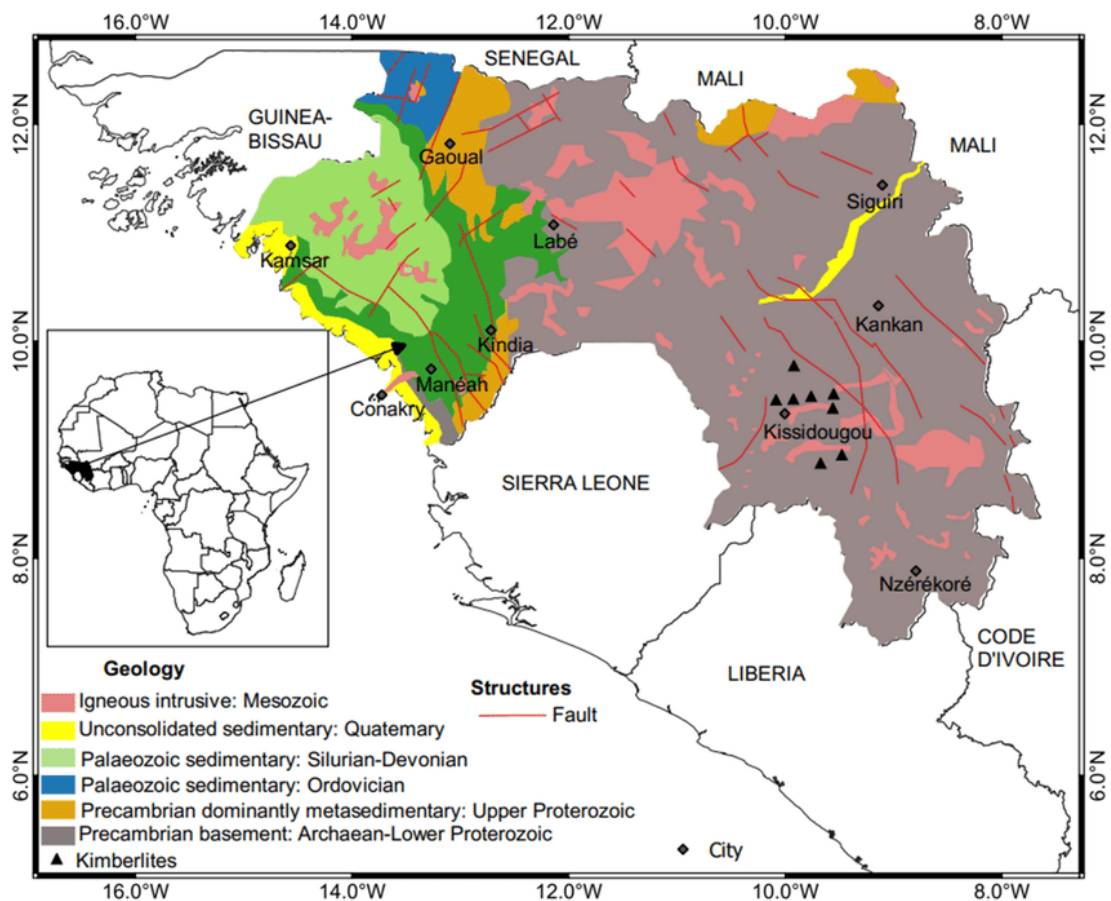 16.0°W 14.0°W 12.0°W 10.0°W 8.0°W
SENEGAL
MALI
12.0°N
12.0°N
GUINEA-
BISSAU
MALI
Gaoual
Siguiri
Labé
Kamsar
Kankan
10.0°N
10.0°N
Kindia
Manéah
Conakry
Kissidougou
SIERRA LEONE
8.0°N
8.0°N
Nzérékoré
CODE
D'IVOIRE
LIBERIA
Geology
Igneous intrusive: Mesozoic
Unconsolidated sedimentary: Quatemary
Palaeozoic sedimentary: Silurian-Devonian
Palaeozoic sedimentary: Ordovician
Precambrian dominantly metasedimentary: Upper Proterozoic
Precambrian basement: Archaean-Lower Proterozoic
Kimberlites
Structures
Fault
6.0°N
6.0°N
City
16.0°W 14.0°W 12.0°W 10.0°W 8.0°W